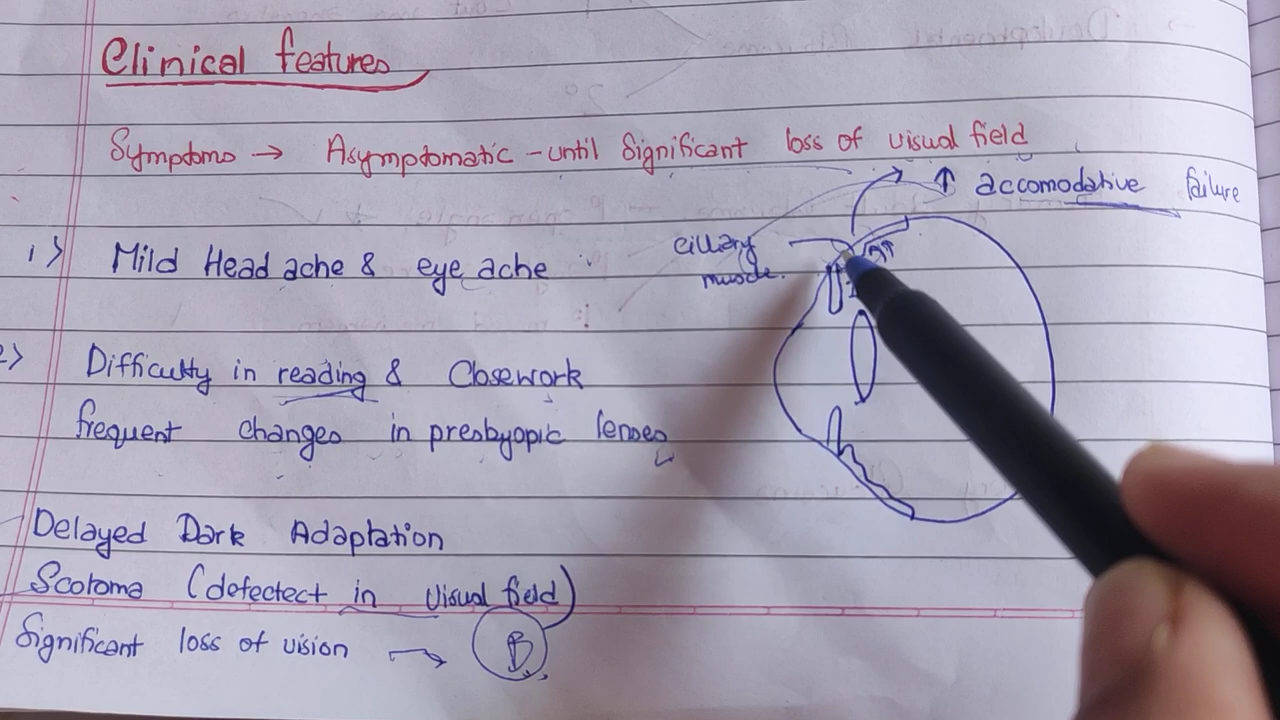 Clinical features
Symptoms → Asymptomatic - until Significant loss of visual field
↑ accomodative failure
cillary
muscle.
1> Mild Head ache & eye ache
2> Difficulty in reading & Closework
frequent changes in presbyopic lenses
Delayed Dark Adaptation
Scotoma (defectect in visual field)
Significant loss of vision → B